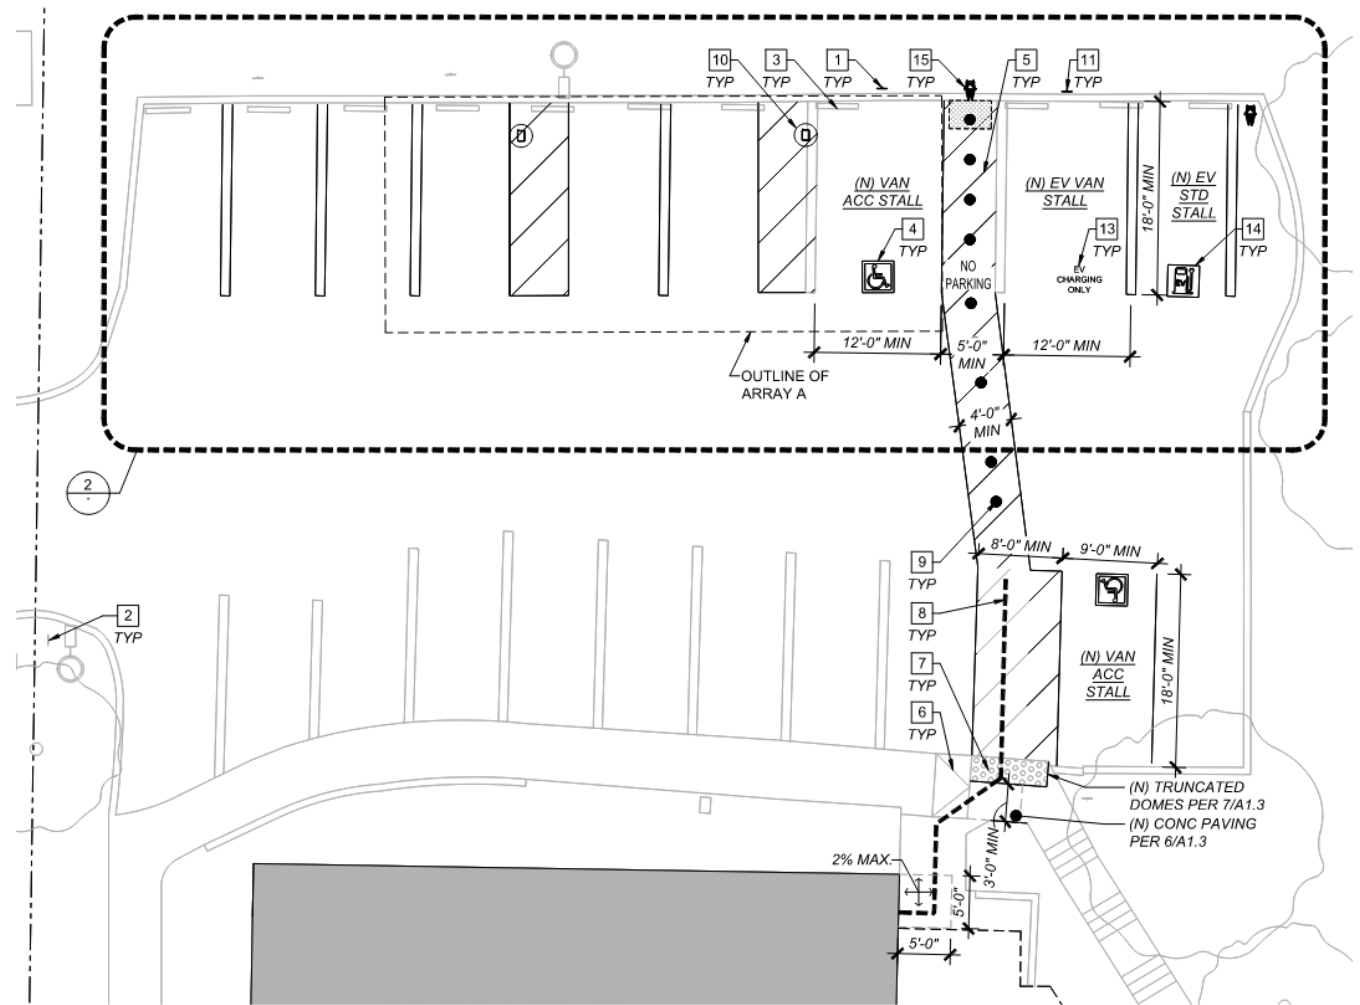 10
TYP
3
TYP
1
TYP
15
TYP
5
TYP
11
TYP
(N) VAN
ACC STALL
4
TYP
(N) EV VAN
STALL
13
TYP
EV
CHARGING
ONLY
18'-0" MIN
(N) EV
STD
STALL
14
TYP
EV
NO
PARKING
12'-0" MIN
5'-0"
MIN
12'-0" MIN
OUTLINE OF
ARRAY A
4'-0"
MIN
2
-
9
TYP
8'-0" MIN
9'-0" MIN
8
TYP
2
TYP
7
TYP
(N) VAN
ACC
STALL
18'-0" MIN
6
TYP
(N) TRUNCATED
DOMES PER 7/A1.3
(N) CONC PAVING
PER 6/A1.3
2% MAX.
3'-0" MIN
5'-0"
5'-0"